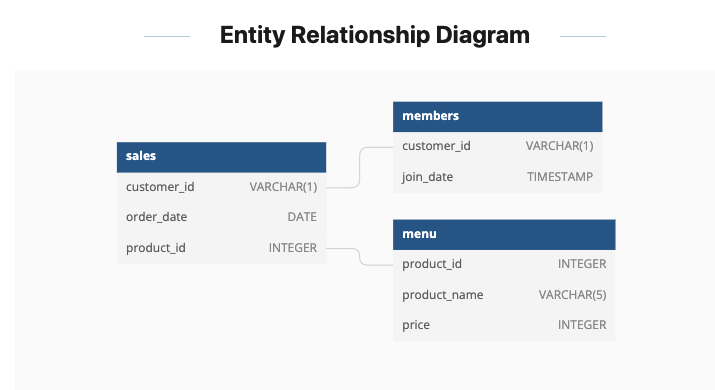 Entity Relationship Diagram
sales
customer_id VARCHAR(1)
order_date DATE
product_id INTEGER
members
customer_id VARCHAR(1)
join_date TIMESTAMP
menu
product_id INTEGER
product_name VARCHAR(5)
price INTEGER